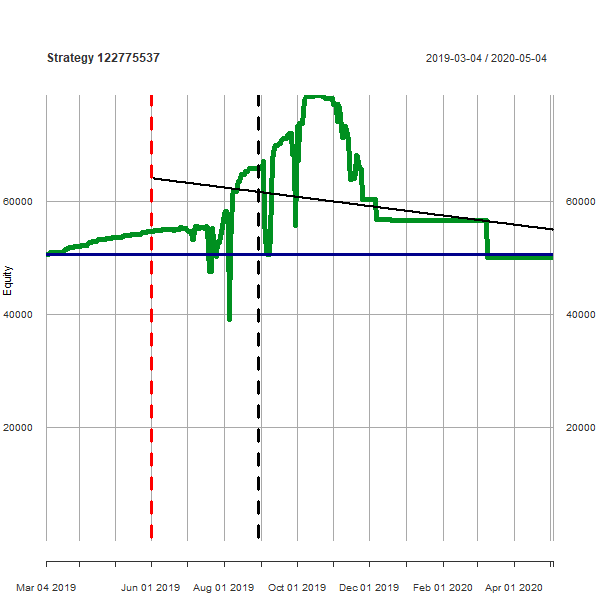 Strategy 122775537
2019-03-04 / 2020-05-04
60000
60000
Equity
40000
40000
20000
20000
Mar 04 2019
Jun 01 2019
Aug 01 2019
Oct 01 2019
Dec 01 2019
Feb 01 2020
Apr 01 2020